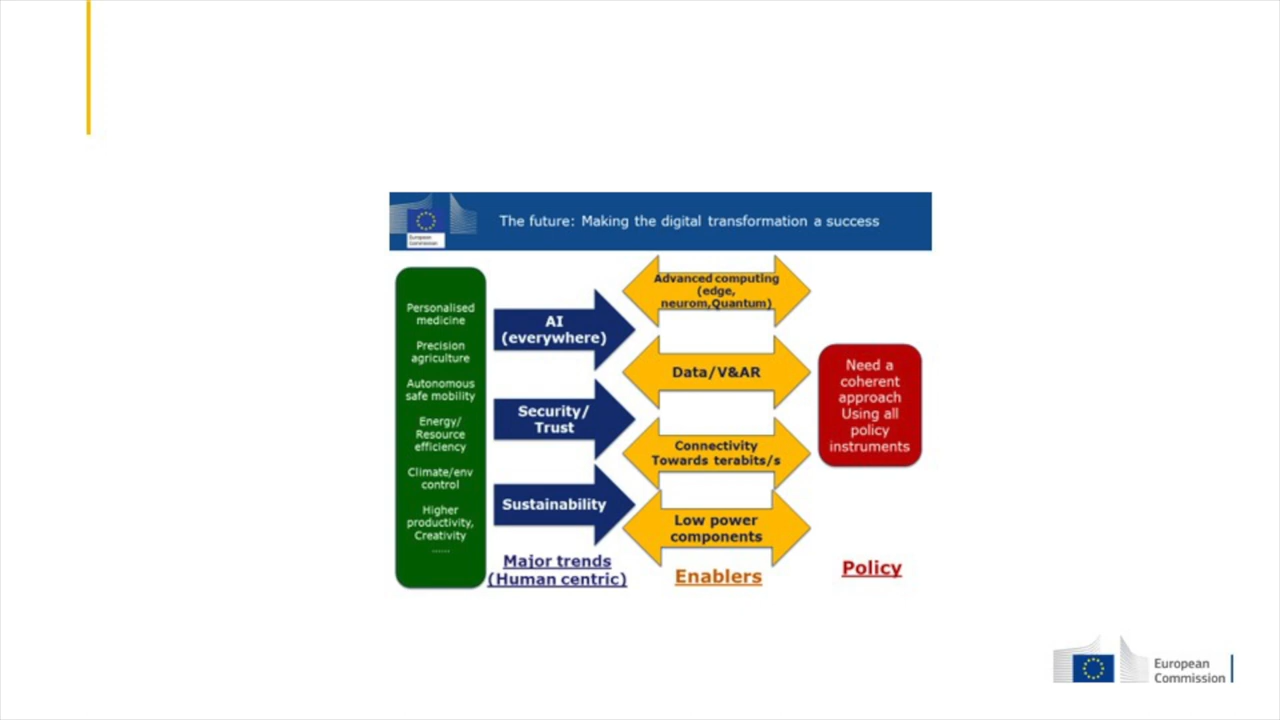 The future: Making the digital transformation a success
European
Commission
Personalised
medicine
Precision
agriculture
Autonomous
safe mobility
Energy/
Resource
efficiency
Climate/env
control
Higher
productivity,
Creativity
......
AI
(everywhere)
Security/
Trust
Sustainability
Major trends
(Human centric)
Advanced computing
(edge,
neurom,Quantum)
Data/V&AR
Connectivity
Towards terabits/s
Low power
components
Enablers
Need a
coherent
approach
Using all
policy
instruments
Policy
European
Commission